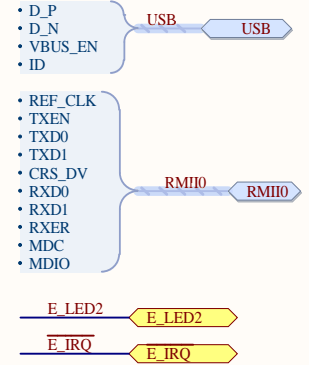 D_P
D_N
VBUS_EN
ID
USB
USB
REF_CLK
TXEN
TXD0
TXD1
CRS_DV
RXD0
RXD1
RXER
MDC
MDIO
RMII0
RMII0
E_LED2
E_LED2
E_IRQ
E_IRQ